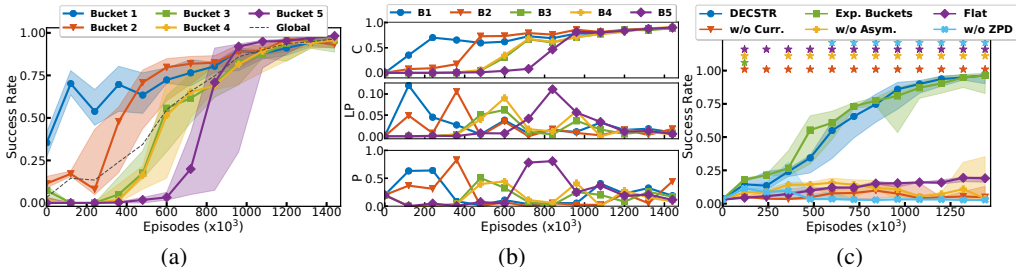 a
Bucket 1
Bucket 3
Bucket 5
Bucket 2
Bucket 4
Global
Success Rate
1.00
0.75
0.50
0.25
0.00
0 200 400 600 800 1000 1200 1400
Episodes (x10³)
(a)
b
B1 B2 B3 B4 B5
C
1.0
0.5
0.0
LP
0.10
0.05
0.00
P
1.0
0.5
0.0
0 200 400 600 800 1000 1200 1400
Episodes (x10³)
(b)
c
DECSTR
Exp. Buckets
Flat
w/o Curr.
w/o Asym.
w/o ZPD
Success Rate
1.00
0.75
0.50
0.25
0.00
0 250 500 750 1000 1250
Episodes (x10³)
(c)